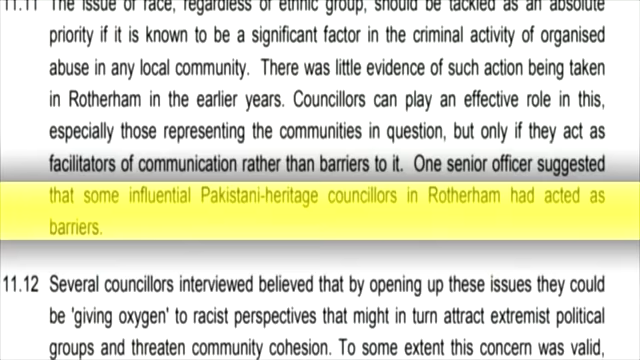 11.11 The issue of race, regardless of ethnic group, should be tackled as an absolute
priority if it is known to be a significant factor in the criminal activity of organised
abuse in any local community. There was little evidence of such action being taken
in Rotherham in the earlier years. Councillors can play an effective role in this,
especially those representing the communities in question, but only if they act as
facilitators of communication rather than barriers to it. One senior officer suggested
that some influential Pakistani-heritage councillors in Rotherham had acted as
barriers.
11.12 Several councillors interviewed believed that by opening up these issues they could
be 'giving oxygen' to racist perspectives that might in turn attract extremist political
groups and threaten community cohesion. To some extent this concern was valid,